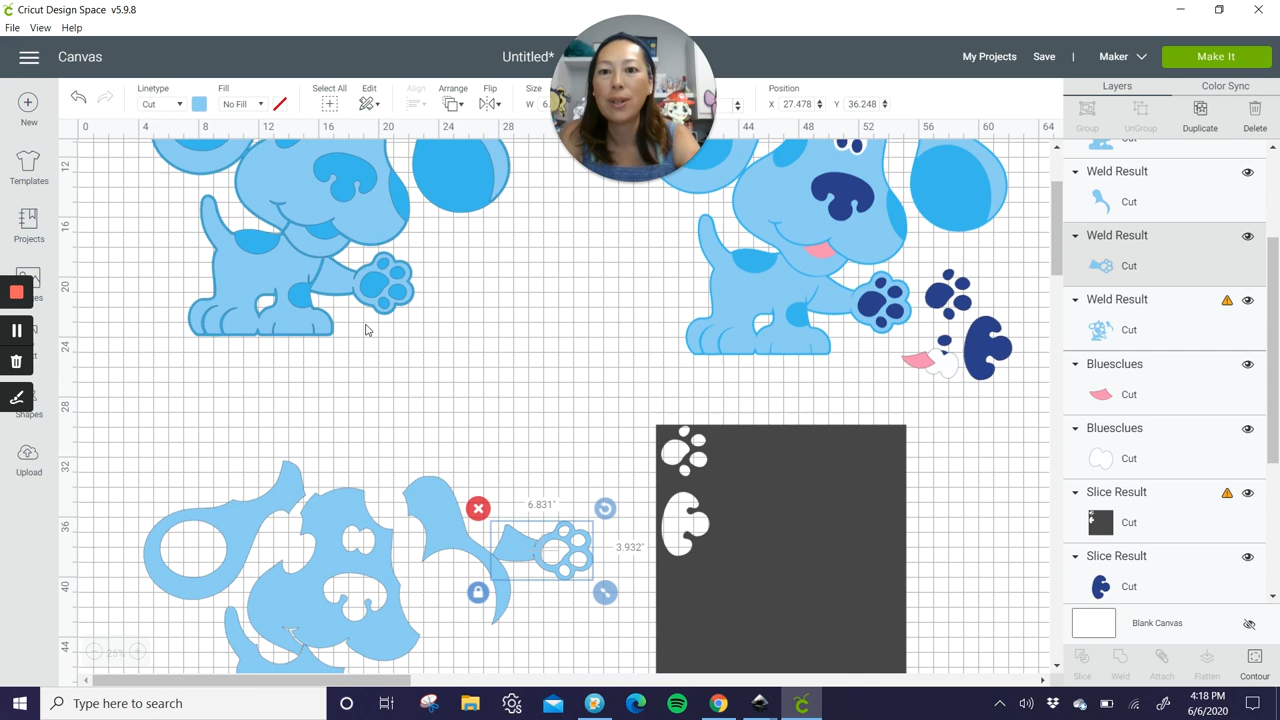 Cricut Design Space v5.9.8
File View Help
Canvas
Untitled*
My Projects Save | Maker Make It
New
Templates
Projects
Shapes
Upload
Linetype
Cut
Fill
No Fill
Select All
Edit
Align
Arrange
Flip
Size
W 6.
Position
X 27.478 Y 36.248
Layers Color Sync
Group UnGroup Duplicate Delete
0 4 8 12 16 20 24 28 44 48 52 56 60 64
12
16
20
24
28
32
36
40
44
6.831"
3.932"
25%
Cut
Weld Result
Cut
Weld Result
Cut
Weld Result
Cut
Bluesclues
Cut
Bluesclues
Cut
Slice Result
Cut
Slice Result
Cut
Blank Canvas
Slice Weld Attach Flatten Contour
Type here to search
4:18 PM
6/6/2020